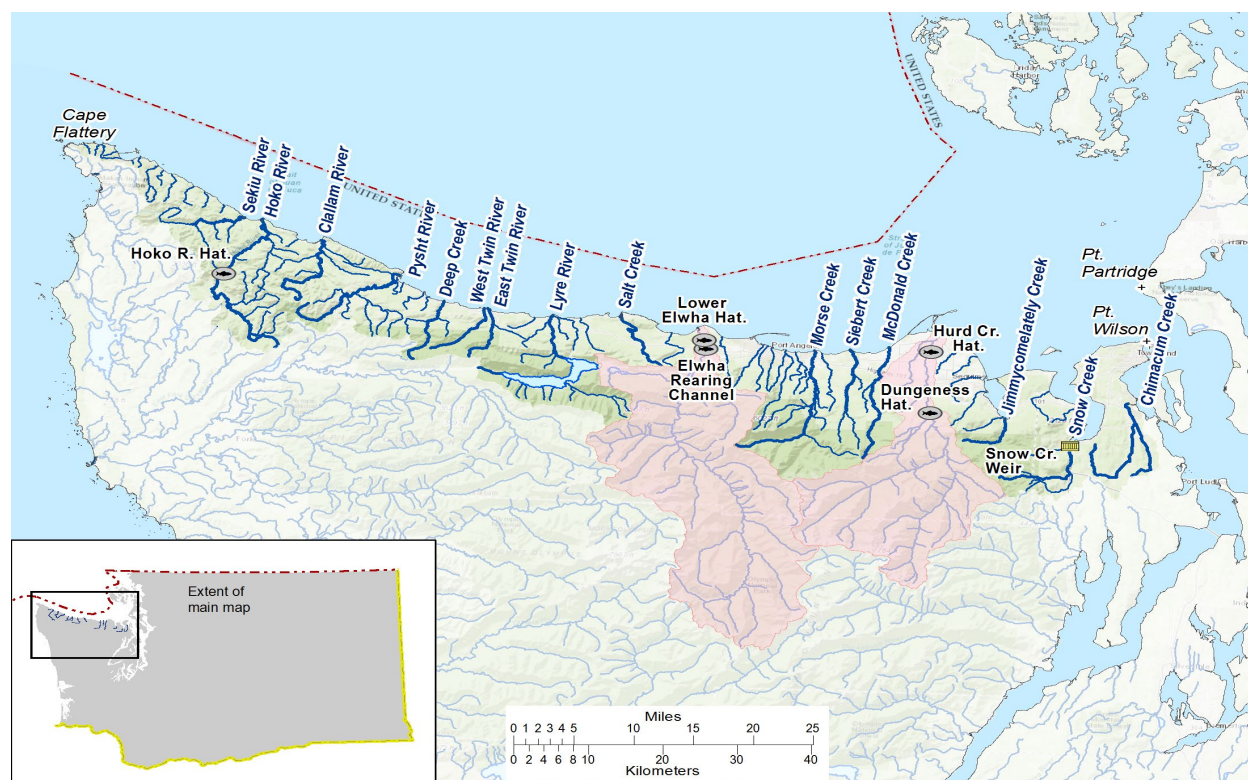 Cape
Flattery
Sekiu River
Hoko River
Clallam River
UNITED STATES
UNITED STATES
Pysht River
Deep Creek
West Twin River
East Twin River
Lyre River
Salt Creek
Hoko R. Hat.
Lower
Elwha Hat.
Elwha
Rearing
Channel
Morse Creek
Siebert Creek
McDonald Creek
Hurd Cr.
Hat.
Dungeness
Hat.
Jimmycomelately Creek
Snow Creek
Snow Cr.
Weir
Chimacum Creek
Pt.
Partridge
Pt.
Wilson
Extent of
main map
Miles
0 1 2 3 4 5 10 15 20 25
0 2 4 6 8 10 20 30 40
Kilometers